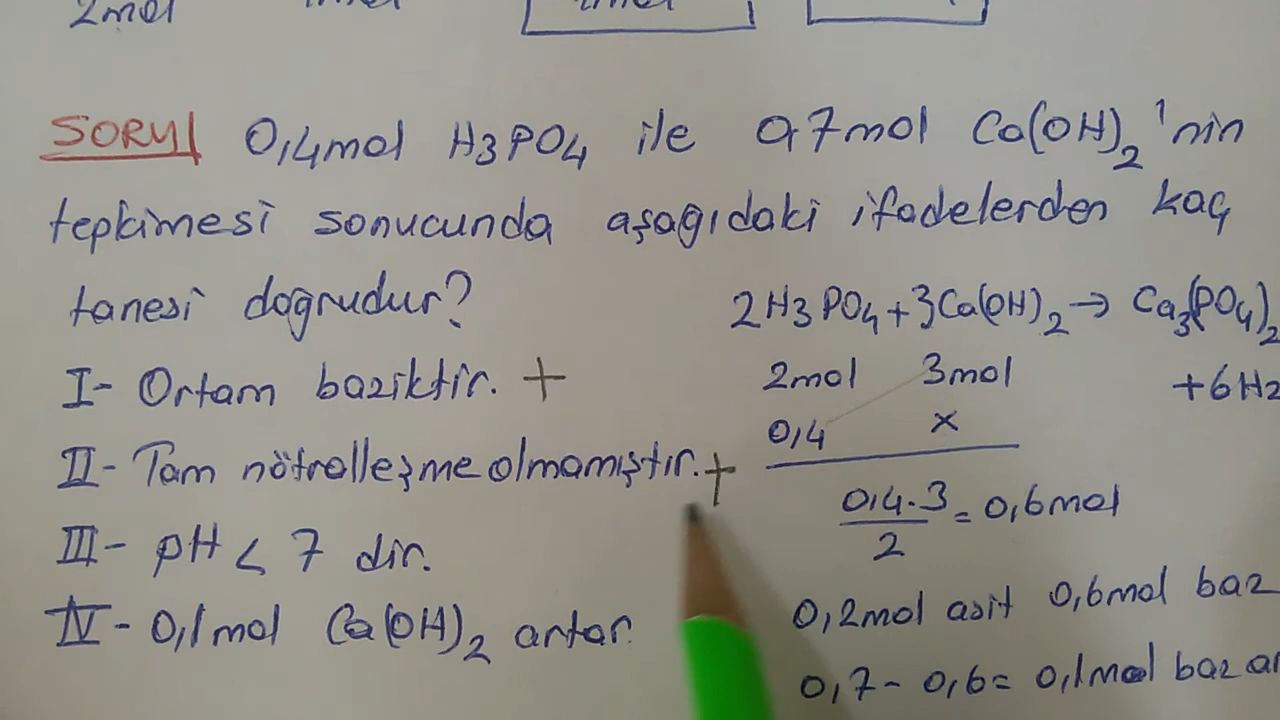 2mol
SORU 0,4mol H3PO4 ile 0,7mol Ca(OH)2'nin
tepkimesi sonucunda aşağıdaki ifadelerden kaç
tanesi doğrudur?
I- Ortam baziktir. +
II- Tam nötralleşme olmamıştır. +
III- pH < 7 dir.
IV- 0,1mol Ca(OH)2 artar.
2H3PO4 + 3Ca(OH)2 → Ca3(PO4)2
+6H2
2mol 3mol
0,4 x
0,4.3/2 = 0,6mol
0,2mol asit 0,6mol baz
0,7- 0,6= 0,1mol baz ar